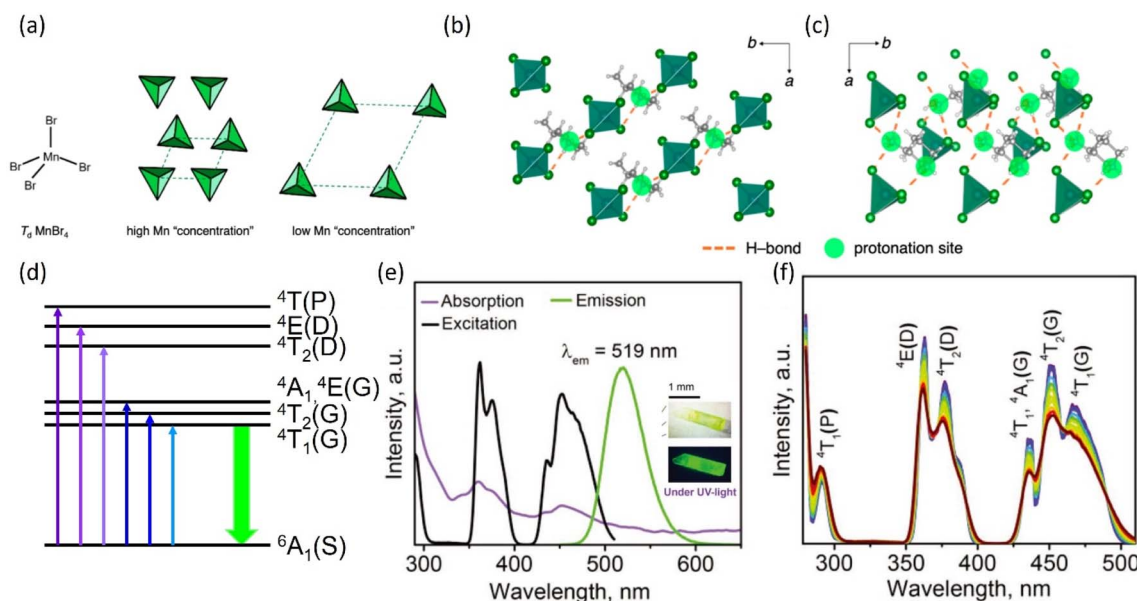 (a)
Br
Mn
Br
Br
Br
Td MnBr4
high Mn "concentration"
low Mn "concentration"
(b)
b
a
(c)
b
a
H–bond
protonation site
(d)
⁴T(P)
⁴E(D)
⁴T₂(D)
⁴A₁,⁴E(G)
⁴T₂(G)
⁴T₁(G)
⁶A₁(S)
(e)
Absorption
Emission
Excitation
λem = 519 nm
1 mm
Under UV-light
Intensity, a.u.
300
400
500
600
Wavelength, nm
(f)
⁴T₁(P)
⁴E(D)
⁴T₂(D)
⁴T₁, ⁴A₁(G)
⁴T₂(G)
⁴T₁(G)
Intensity, a.u.
300
350
400
450
500
Wavelength, nm